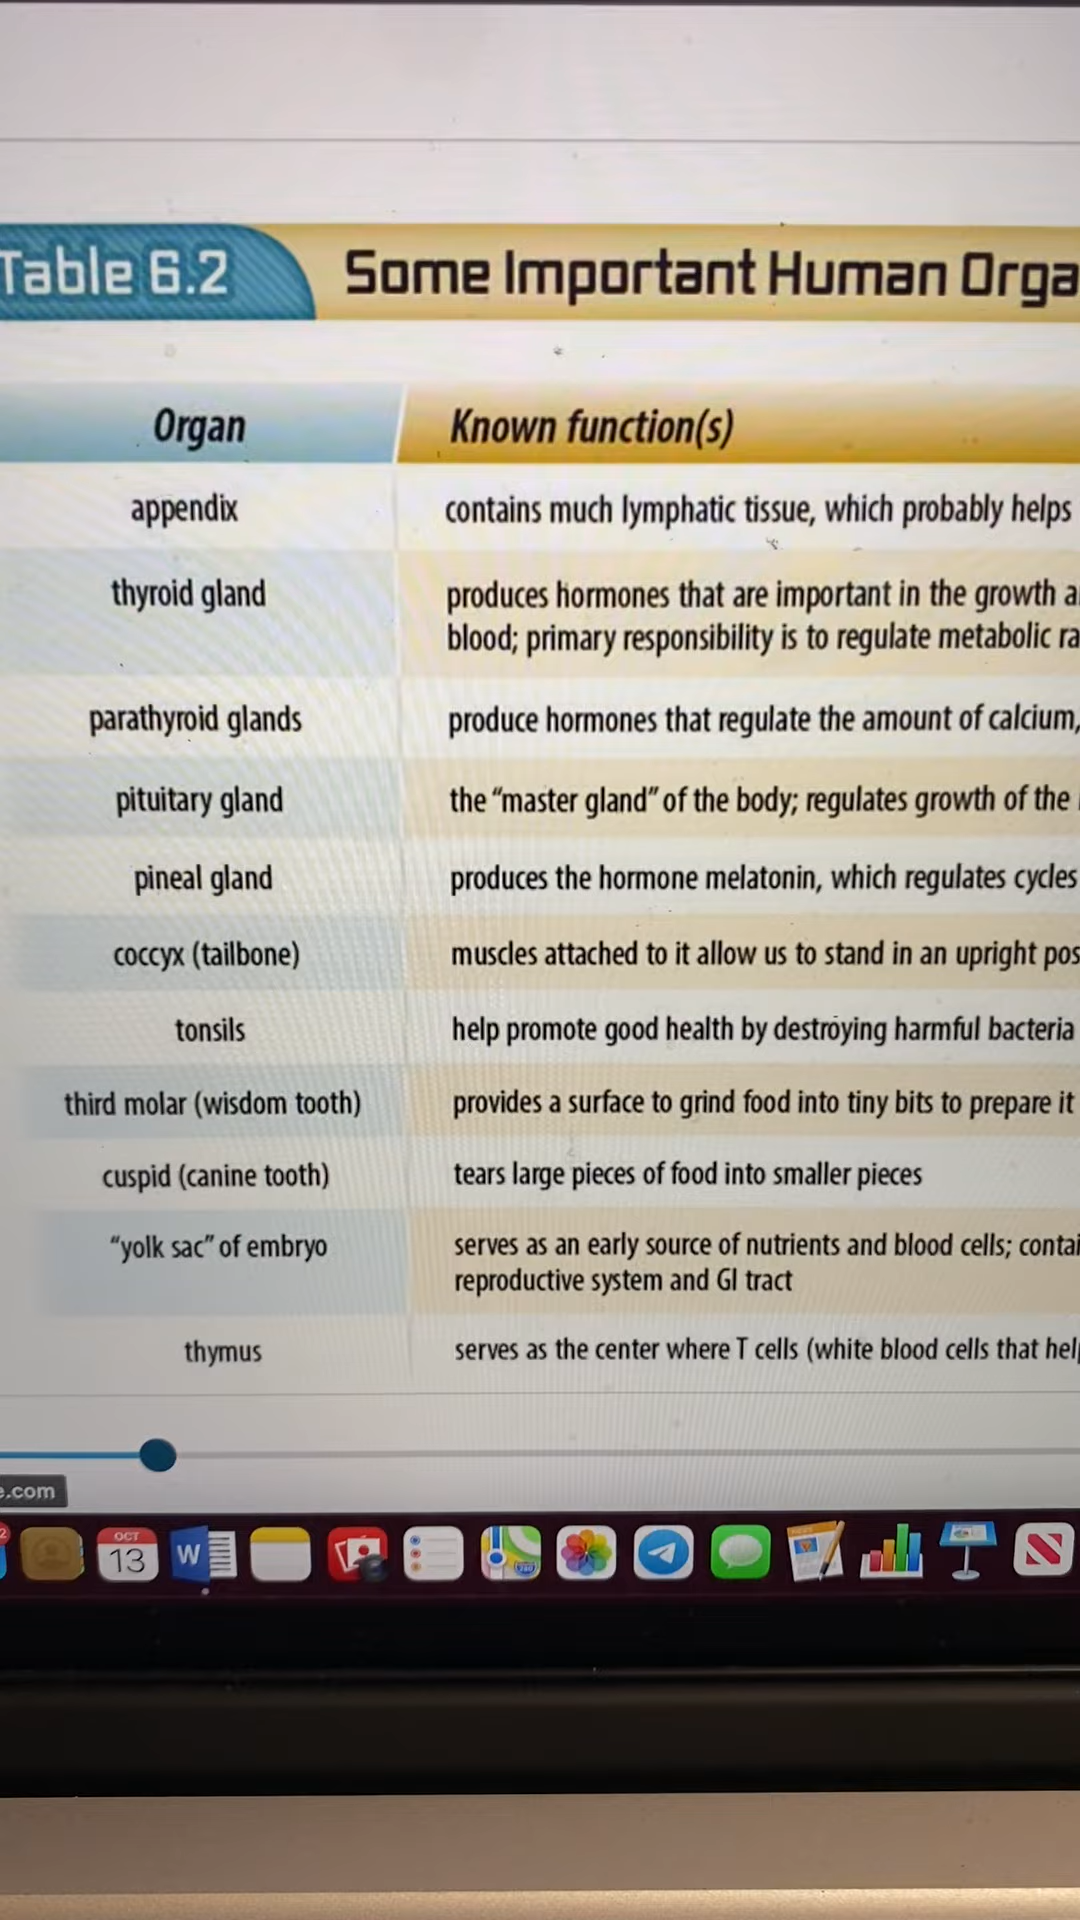 Table 6.2 Some Important Human Orga
Organ Known function(s)
appendix contains much lymphatic tissue, which probably helps
thyroid gland produces hormones that are important in the growth a
blood; primary responsibility is to regulate metabolic ra
parathyroid glands produce hormones that regulate the amount of calcium,
pituitary gland the “master gland” of the body; regulates growth of the
pineal gland produces the hormone melatonin, which regulates cycles
coccyx (tailbone) muscles attached to it allow us to stand in an upright pos
tonsils help promote good health by destroying harmful bacteria
third molar (wisdom tooth) provides a surface to grind food into tiny bits to prepare it
cuspid (canine tooth) tears large pieces of food into smaller pieces
“yolk sac” of embryo serves as an early source of nutrients and blood cells; contai
reproductive system and GI tract
thymus serves as the center where T cells (white blood cells that hel
e.com
2
OCT
13
W